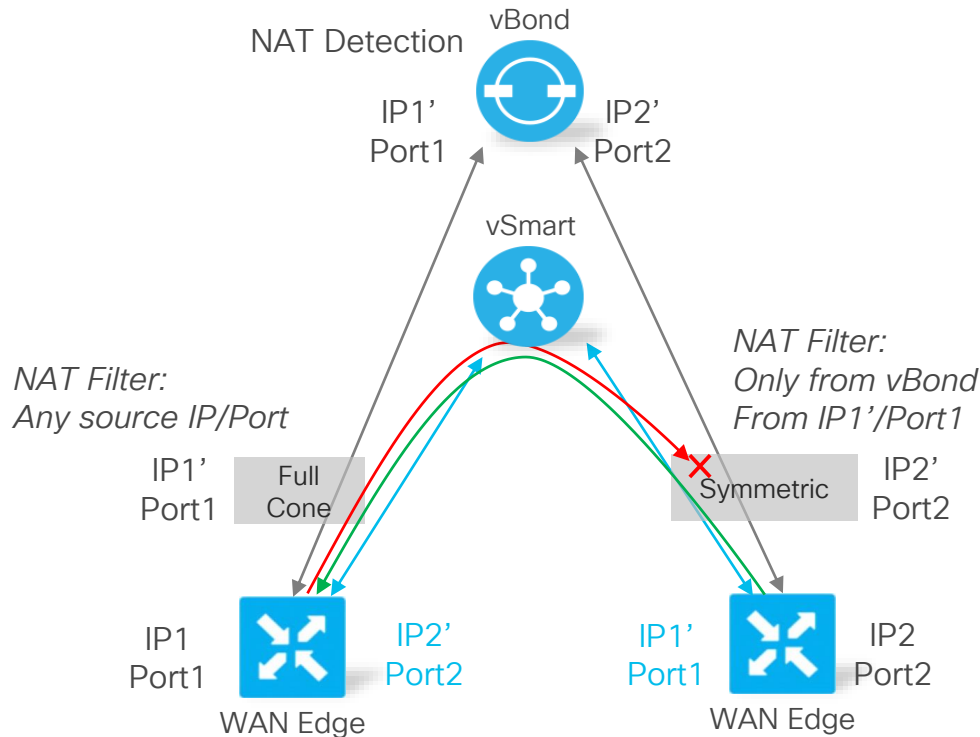 vBond
NAT Detection
IP1’
Port1
IP2’
Port2
vSmart
NAT Filter:
Any source IP/Port
NAT Filter:
Only from vBond
From IP1’/Port1
IP1’
Port1
Full
Cone
Symmetric
IP2’
Port2
IP1
Port1
IP2’
Port2
IP1’
Port1
IP2
Port2
WAN Edge
WAN Edge